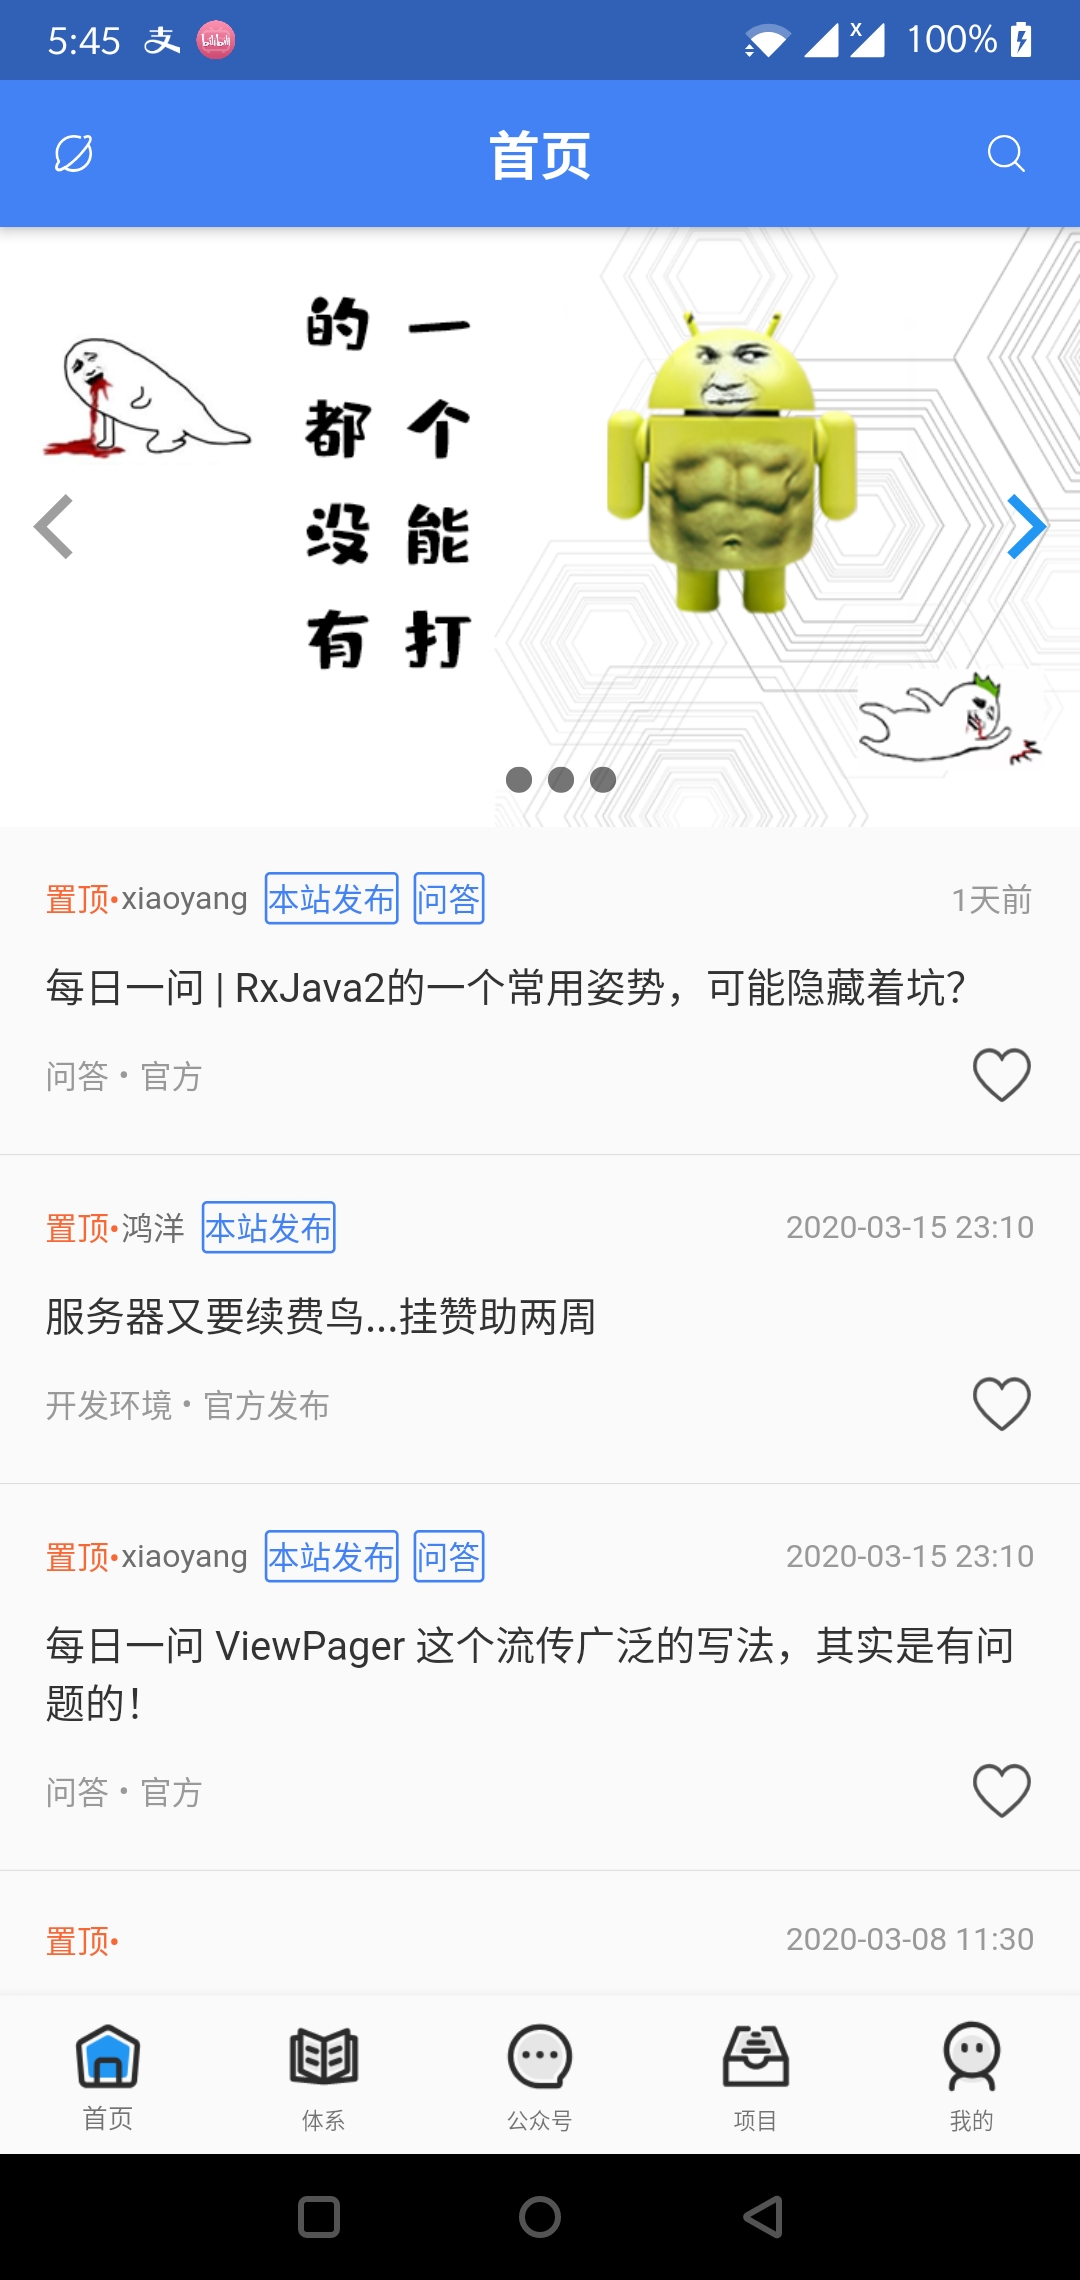 5:45 支 bilibili X 100%
首页
一个能打
的都没有
置顶•xiaoyang 本站发布 问答 1天前
每日一问 | RxJava2的一个常用姿势，可能隐藏着坑？
问答・官方
置顶•鸿洋 本站发布 2020-03-15 23:10
服务器又要续费鸟...挂赞助两周
开发环境・官方发布
置顶•xiaoyang 本站发布 问答 2020-03-15 23:10
每日一问 ViewPager 这个流传广泛的写法，其实是有问
题的！
问答・官方
置顶• 2020-03-08 11:30
首页 体系 公众号 项目 我的